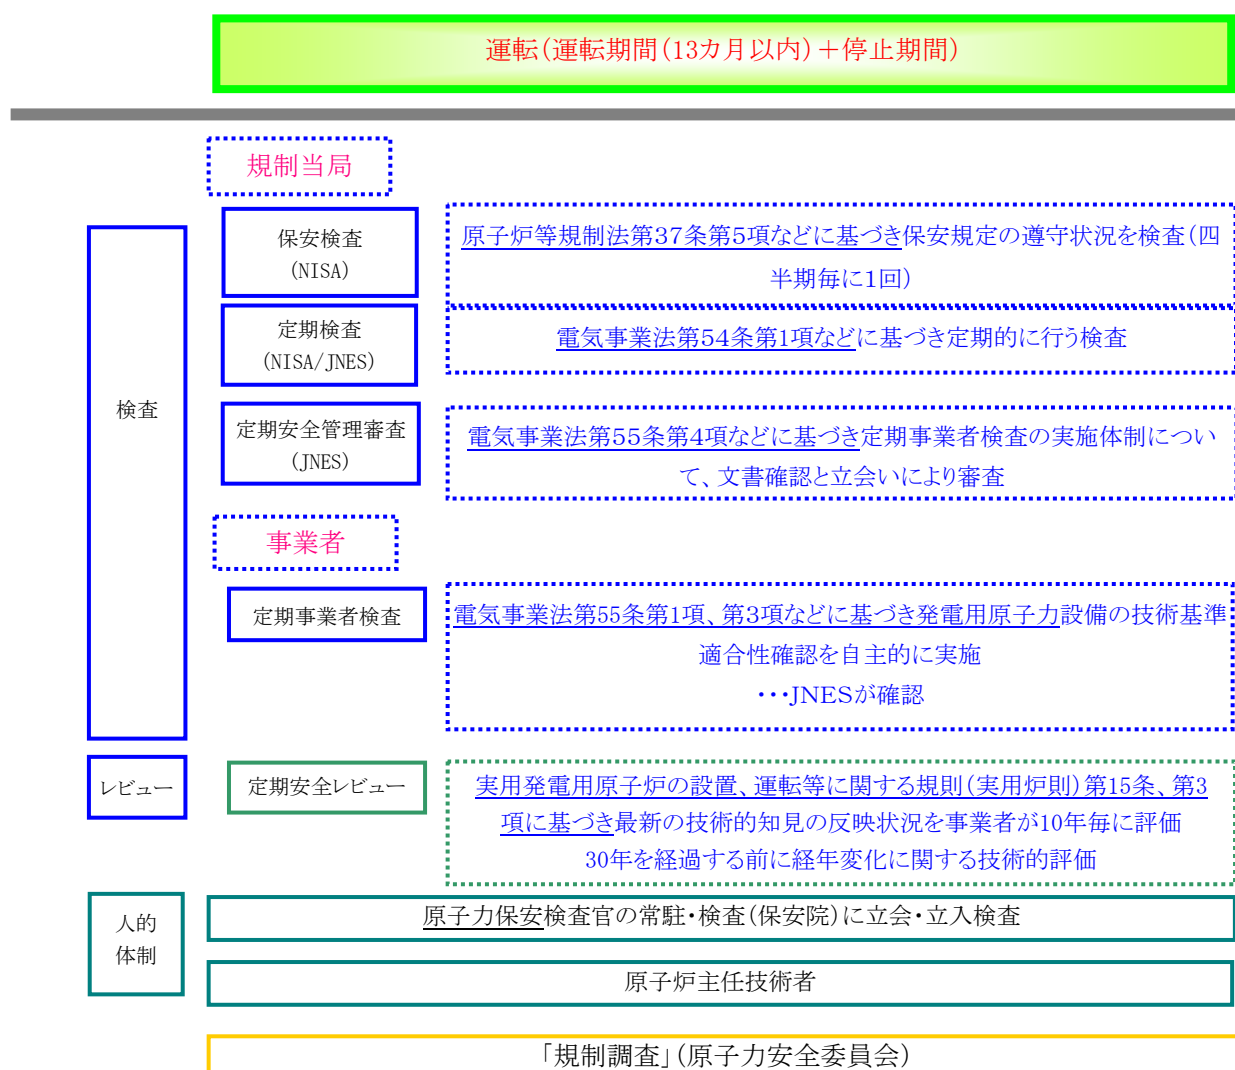 運転(運転期間(13カ月以内)＋停止期間)
規制当局
検査
保安検査
(NISA)
原子炉等規制法第37条第5項などに基づき保安規定の遵守状況を検査(四
半期毎に1回)
定期検査
(NISA/JNES)
電気事業法第54条第1項などに基づき定期的に行う検査
定期安全管理審査
(JNES)
電気事業法第55条第4項などに基づき定期事業者検査の実施体制につい
て、文書確認と立会いにより審査
事業者
定期事業者検査
電気事業法第55条第1項、第3項などに基づき発電用原子力設備の技術基準
適合性確認を自主的に実施
・・・JNESが確認
レビュー
定期安全レビュー
実用発電用原子炉の設置、運転等に関する規則(実用炉則)第15条、第3
項に基づき最新の技術的知見の反映状況を事業者が10年毎に評価
30年を経過する前に経年変化に関する技術的評価
人的
体制
原子力保安検査官の常駐・検査(保安院)に立会・立入検査
原子炉主任技術者
「規制調査」(原子力安全委員会)